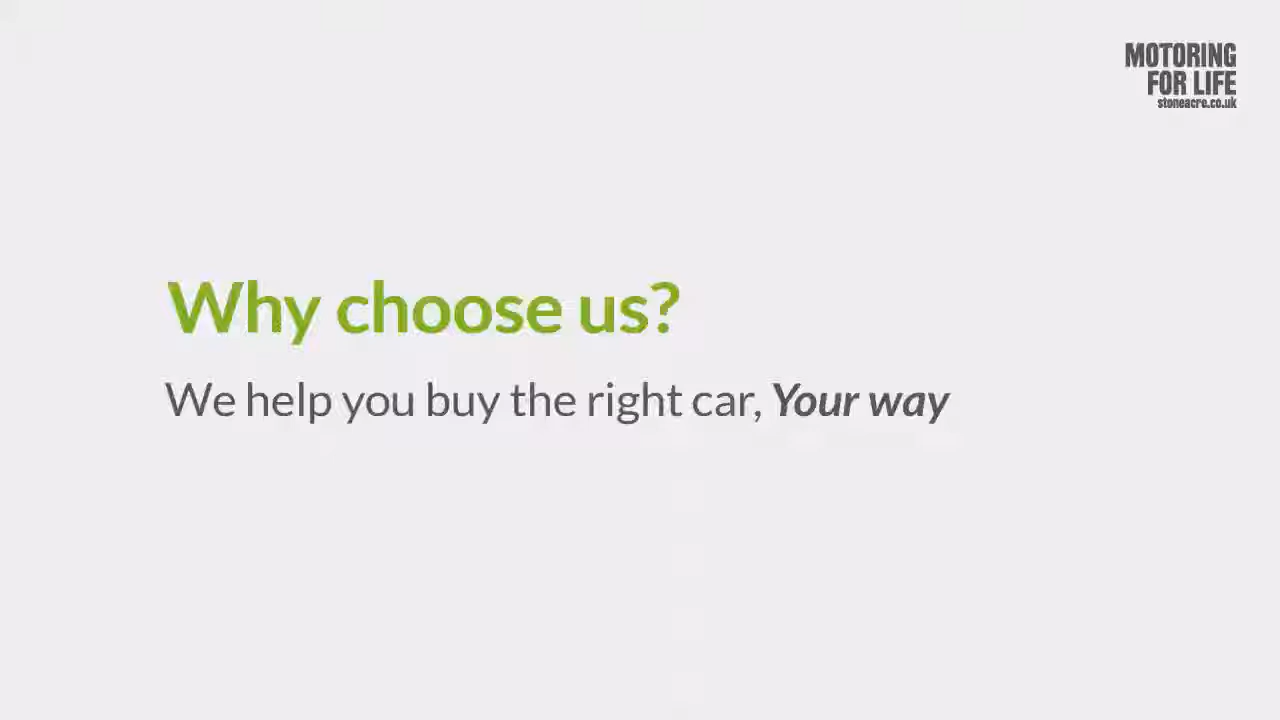 MOTORING
FOR LIFE
stoneacre.co.uk
Why choose us?
We help you buy the right car, Your way